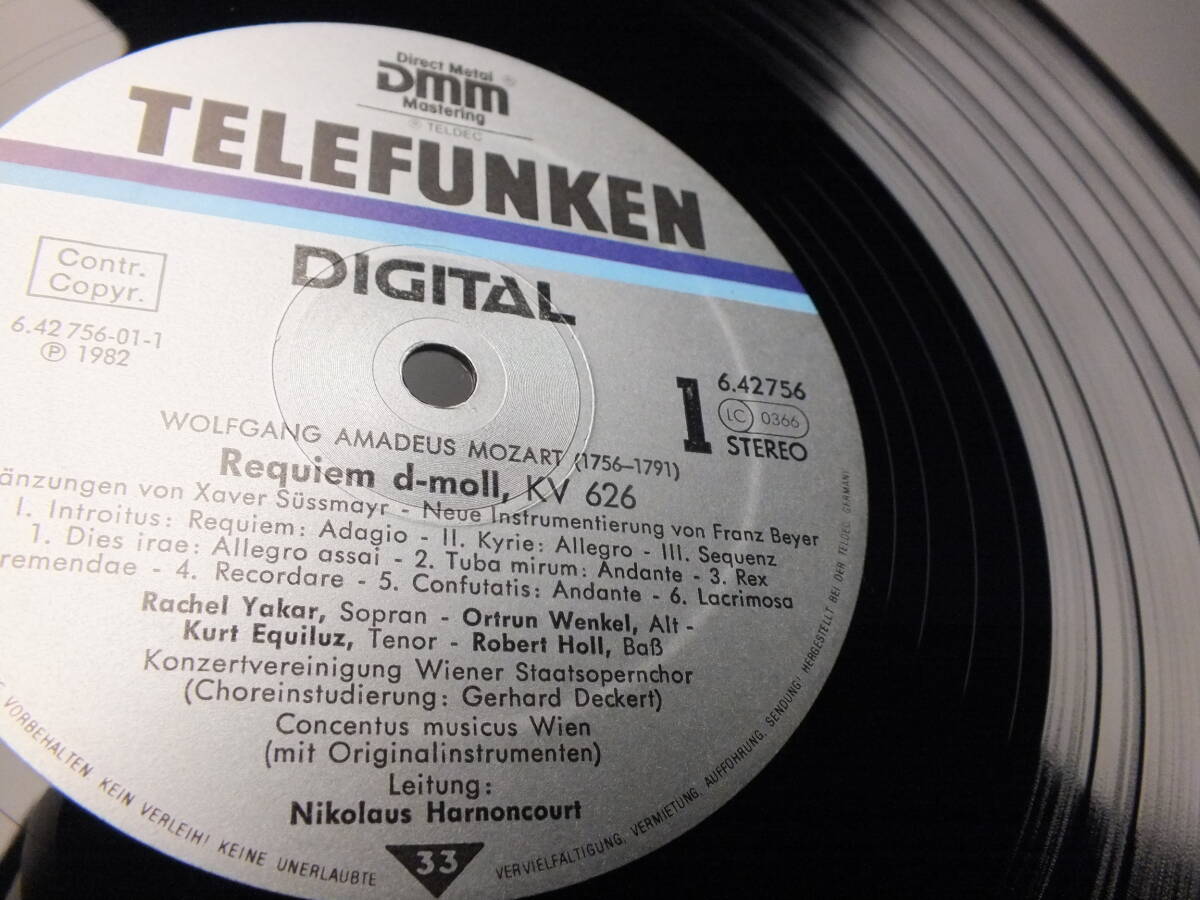 Direct Metal
DMM ®
Mastering
℗ TELDEC
TELEFUNKEN
DIGITAL
Contr.
Copyr.
6.42756-01-1
℗ 1982
1
6.42756
LC 0366
STEREO
WOLFGANG AMADEUS MOZART (1756–1791)
Requiem d-moll, KV 626
änzungen von Xaver Süssmayr - Neue Instrumentierung von Franz Beyer
I. Introitus: Requiem: Adagio - II. Kyrie: Allegro - III. Sequenz
1. Dies irae: Allegro assai - 2. Tuba mirum: Andante - 3. Rex
remendae - 4. Recordare - 5. Confutatis: Andante - 6. Lacrimosa
Rachel Yakar, Sopran - Ortrun Wenkel, Alt -
Kurt Equiluz, Tenor - Robert Holl, Baß
Konzertvereinigung Wiener Staatsopernchor
(Choreinstudierung: Gerhard Deckert)
Concentus musicus Wien
(mit Originalinstrumenten)
Leitung:
Nikolaus Harnoncourt
33
VORBEHALTEN KEIN VERLEIH! KEINE UNERLAUBTE VERVIELFÄLTIGUNG, VERMIETUNG, AUFFÜHRUNG, SENDUNG! HERGESTELLT BEI DER TELDEC, GERMANY